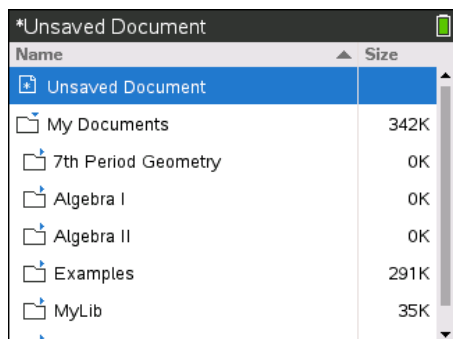 *Unsaved Document
Name Size
Unsaved Document
My Documents 342K
7th Period Geometry 0K
Algebra I 0K
Algebra II 0K
Examples 291K
MyLib 35K